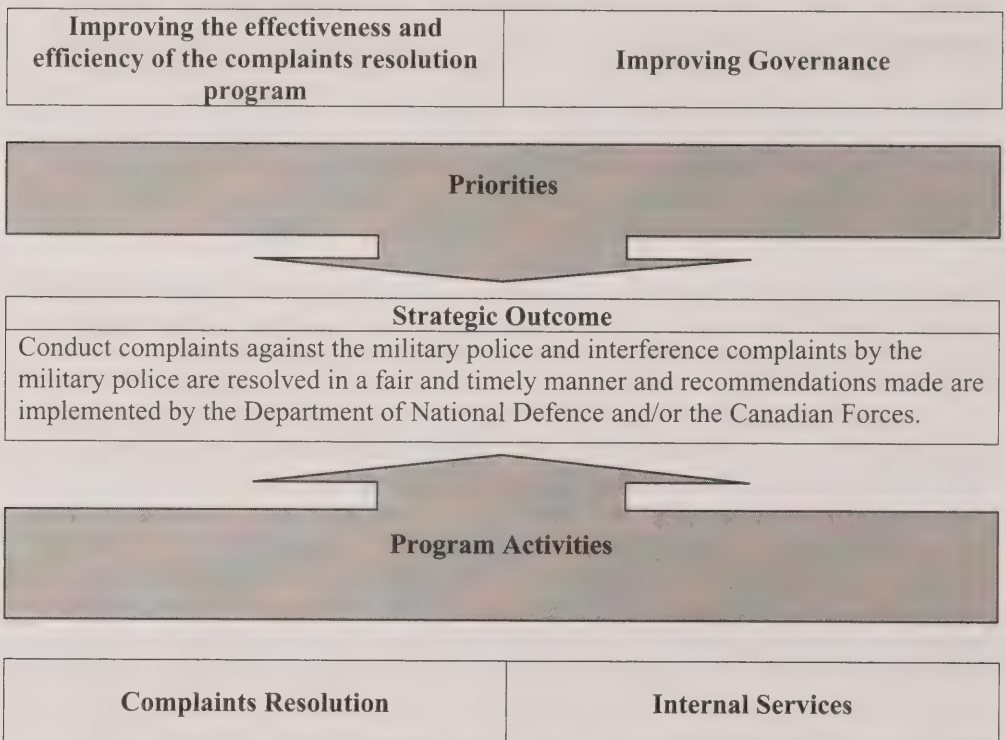 Improving the effectiveness and
efficiency of the complaints resolution
program
Improving Governance
Priorities
Strategic Outcome
Conduct complaints against the military police and interference complaints by the
military police are resolved in a fair and timely manner and recommendations made are
implemented by the Department of National Defence and/or the Canadian Forces.
Program Activities
Complaints Resolution
Internal Services